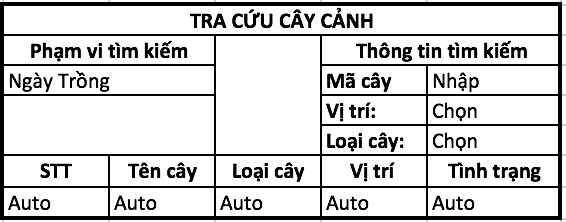 TRA CỨU CÂY CẢNH
Phạm vi tìm kiếm Thông tin tìm kiếm
Ngày Trồng Mã cây Nhập
Vị trí: Chọn
Loại cây: Chọn
STT Tên cây Loại cây Vị trí Tình trạng
Auto Auto Auto Auto Auto